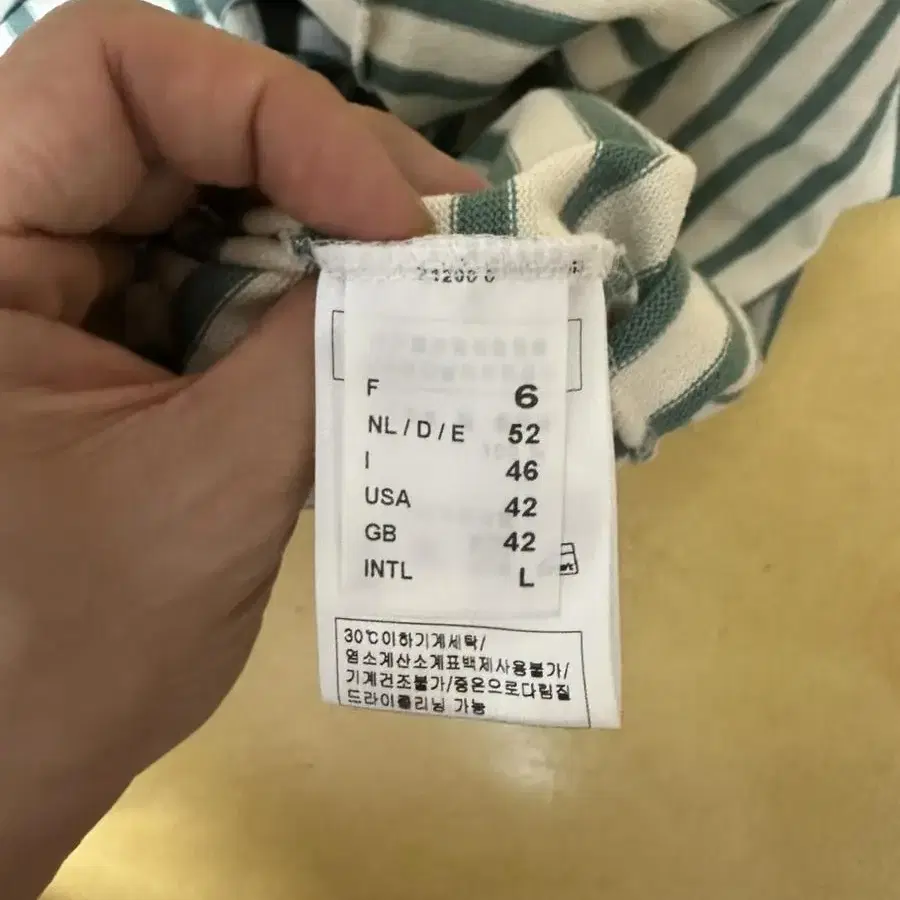 F 6
NL / D / E 52
I 46
USA 42
GB 42
INTL L
30℃이하기계세탁/
염소계산소계표백제사용불가/
기계건조불가/중온으로다림질
드라이클리닝 가능